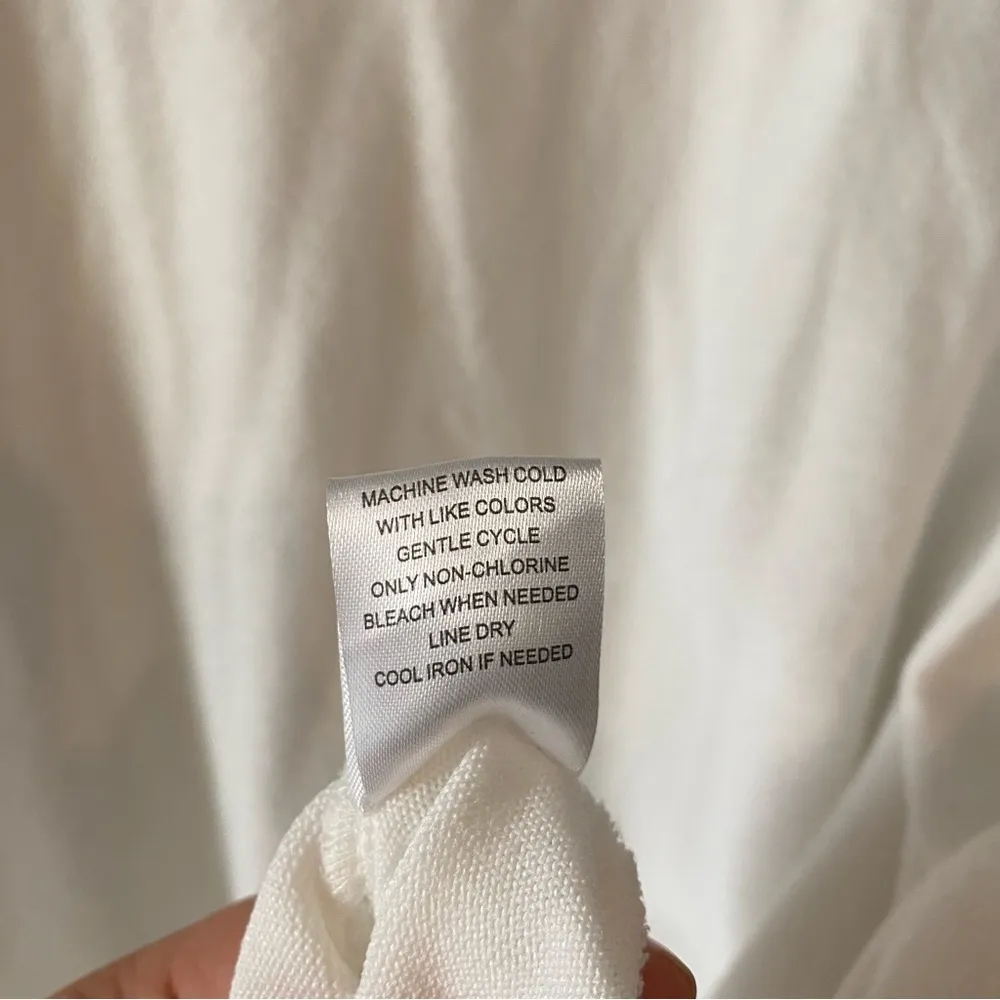 MACHINE WASH COLD
WITH LIKE COLORS
GENTLE CYCLE
ONLY NON-CHLORINE
BLEACH WHEN NEEDED
LINE DRY
COOL IRON IF NEEDED